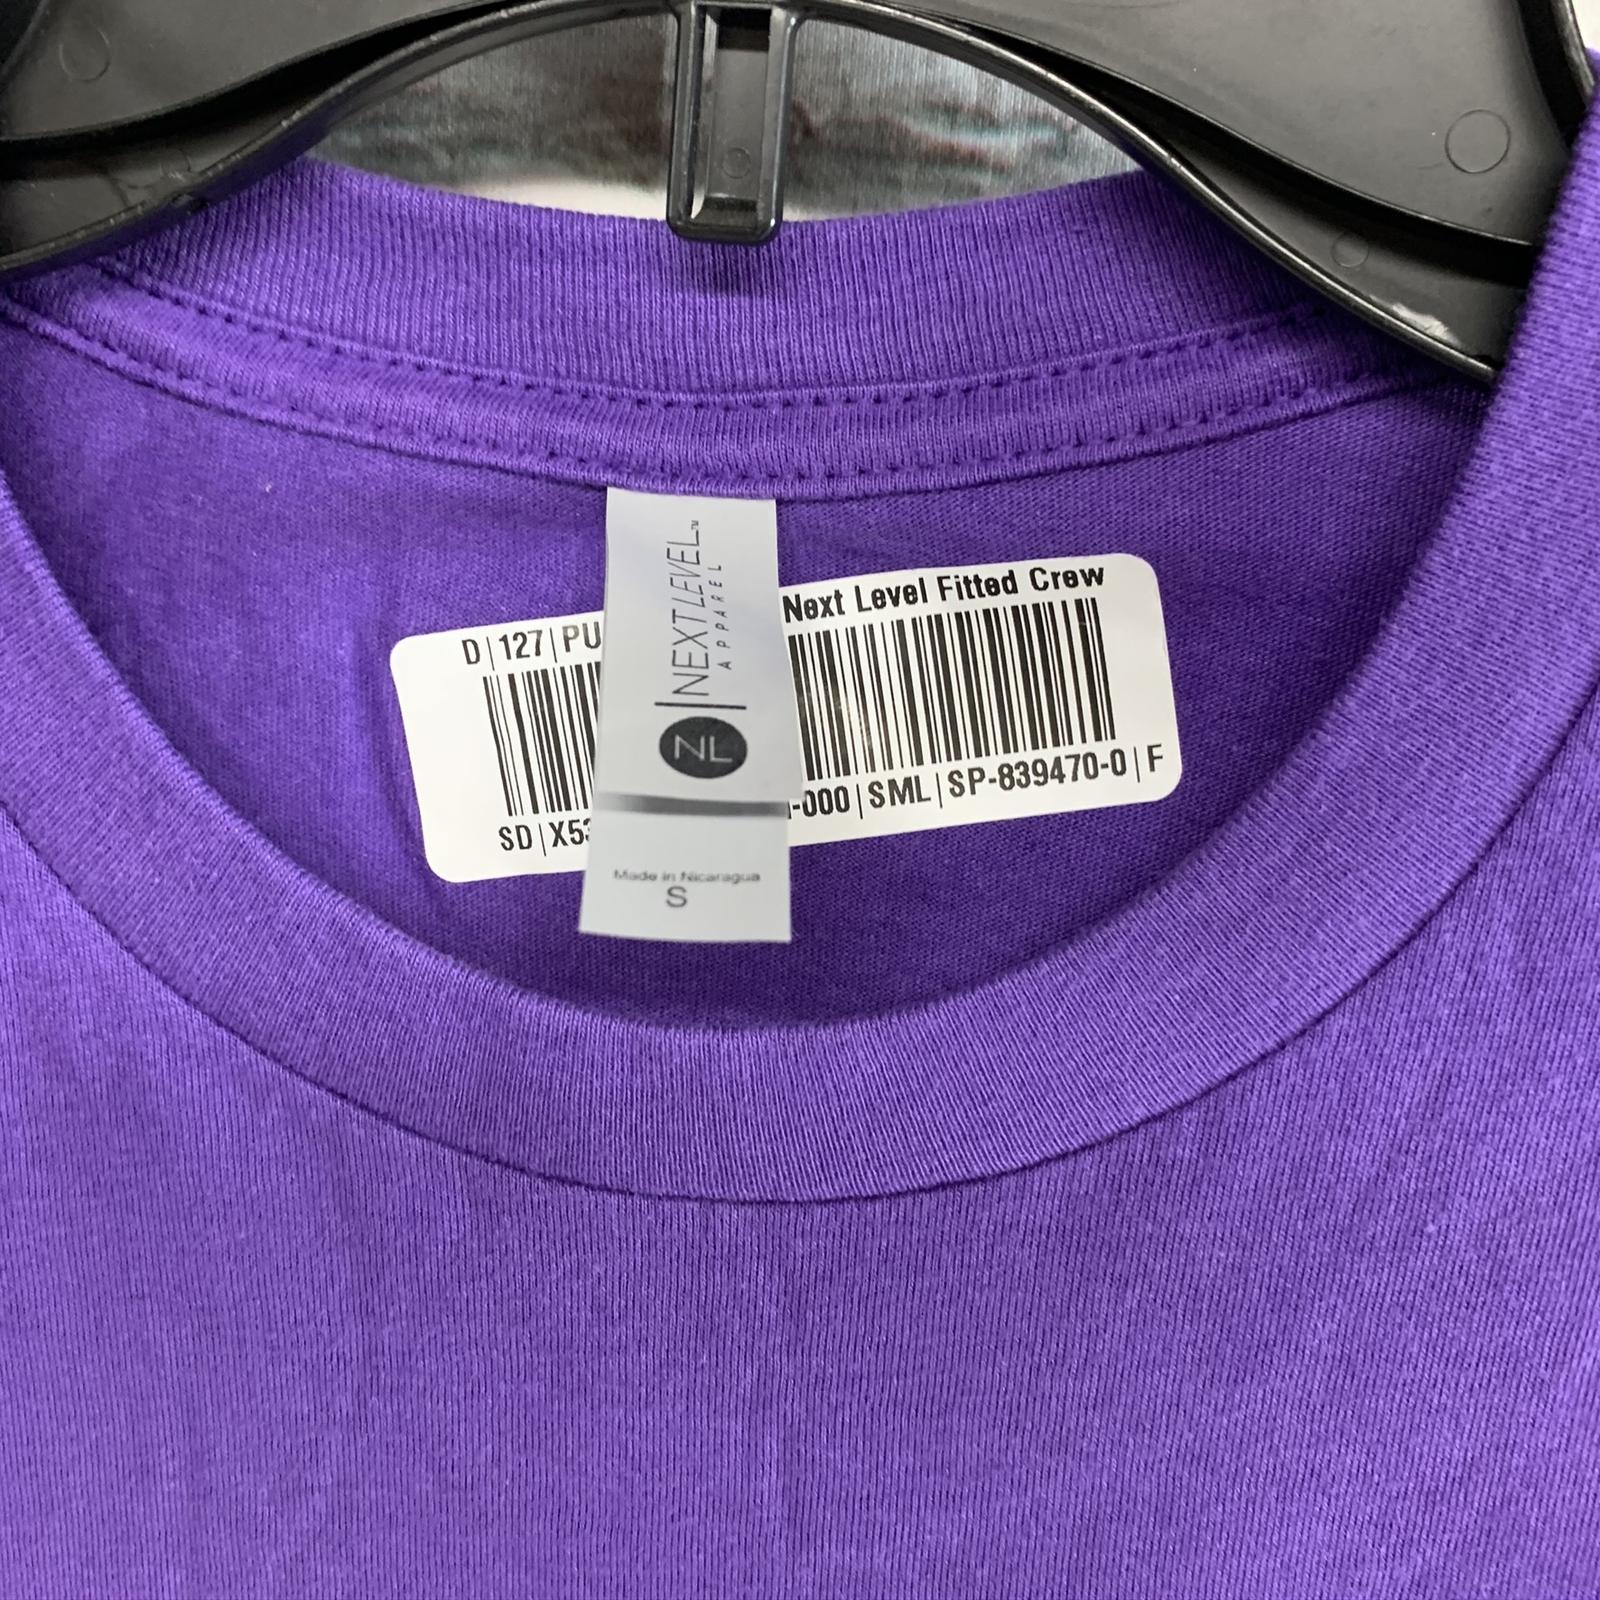 NEXT LEVEL™
APPAREL
NL
Made in Nicaragua
S
D|127|PU
Next Level Fitted Crew
SD|X53
-000|SML|SP-839470-0|F